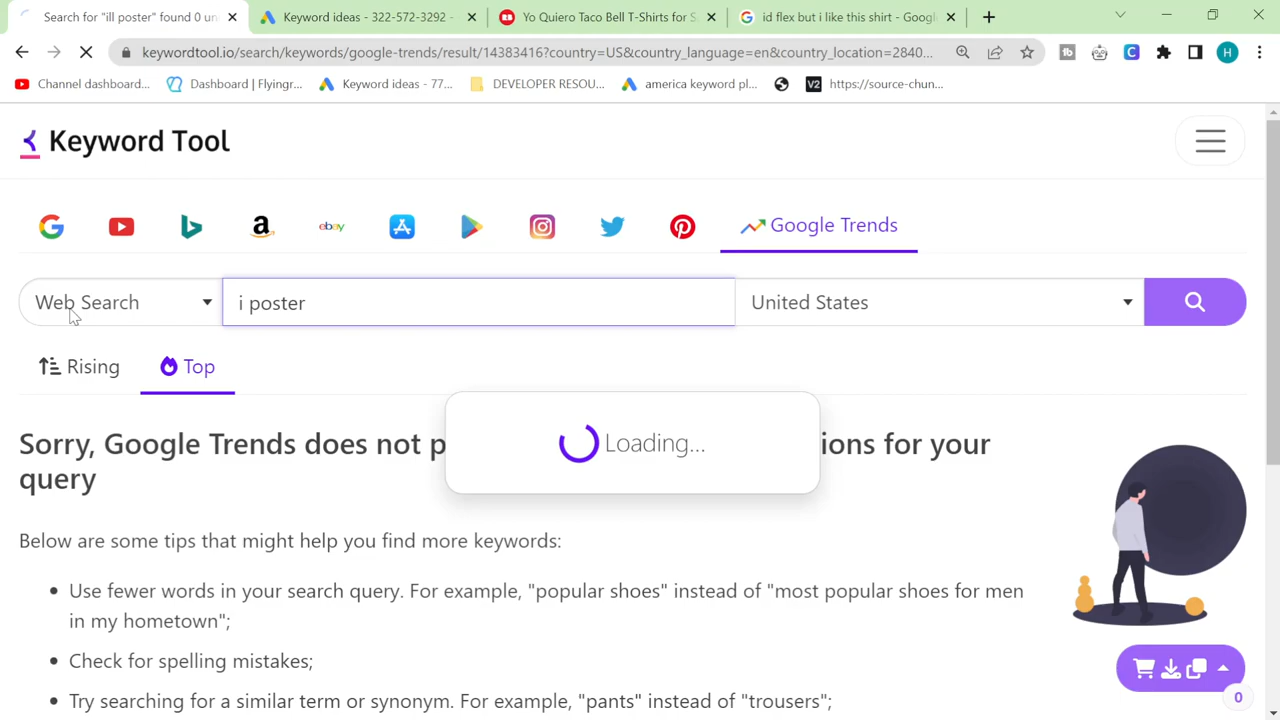 Search for "ill poster" found 0 un
Keyword ideas - 322-572-3292 -
Yo Quiero Taco Bell T-Shirts for S
id flex but i like this shirt - Googl
keywordtool.io/search/keywords/google-trends/result/14383416?country=US&country_language=en&country_location=2840...
H
Channel dashboard...
Dashboard | Flyingr...
Keyword ideas - 77...
DEVELOPER RESOU...
america keyword pl...
V2
https://source-chun...
Keyword Tool
ebay
Google Trends
Web Search
i poster
United States
Rising
Top
Sorry, Google Trends does not p
ions for your
query
Loading...
Below are some tips that might help you find more keywords:
Use fewer words in your search query. For example, "popular shoes" instead of "most popular shoes for men
in my hometown";
Check for spelling mistakes;
Try searching for a similar term or synonym. For example, "pants" instead of "trousers";
0